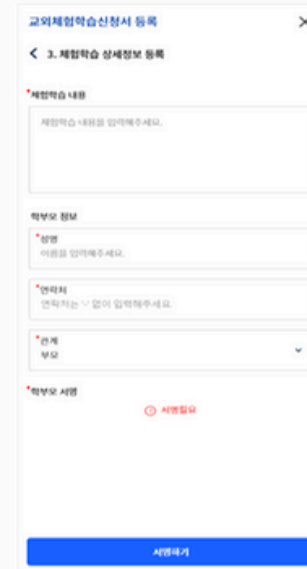 교외체험학습신청서 등록
3. 체험학습 상세정보 등록
*체험학습 내용
체험학습 내용을 입력해주세요.
학부모 정보
*성명
이름을 입력해주세요.
*연락처
연락처는 '-' 없이 입력해주세요.
*관계
부모
*학부모 서명
서명필요
서명하기